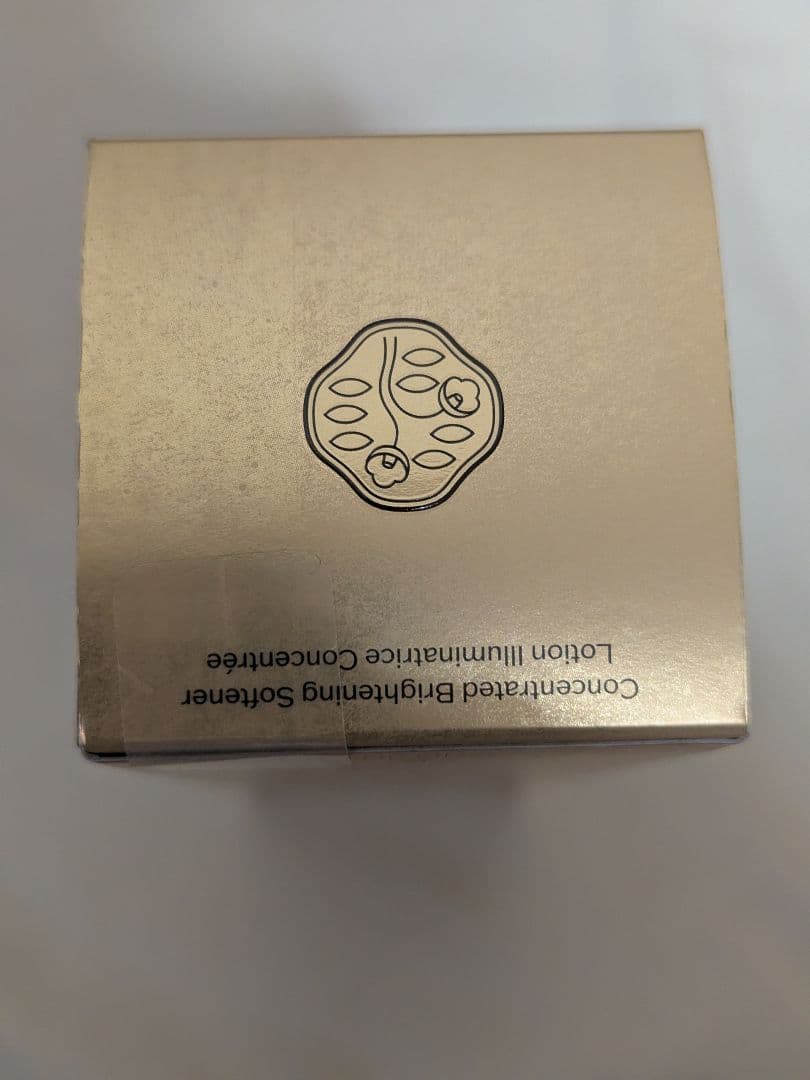 Concentrated Brightening Softener
Lotion Illuminatrice Concentrée